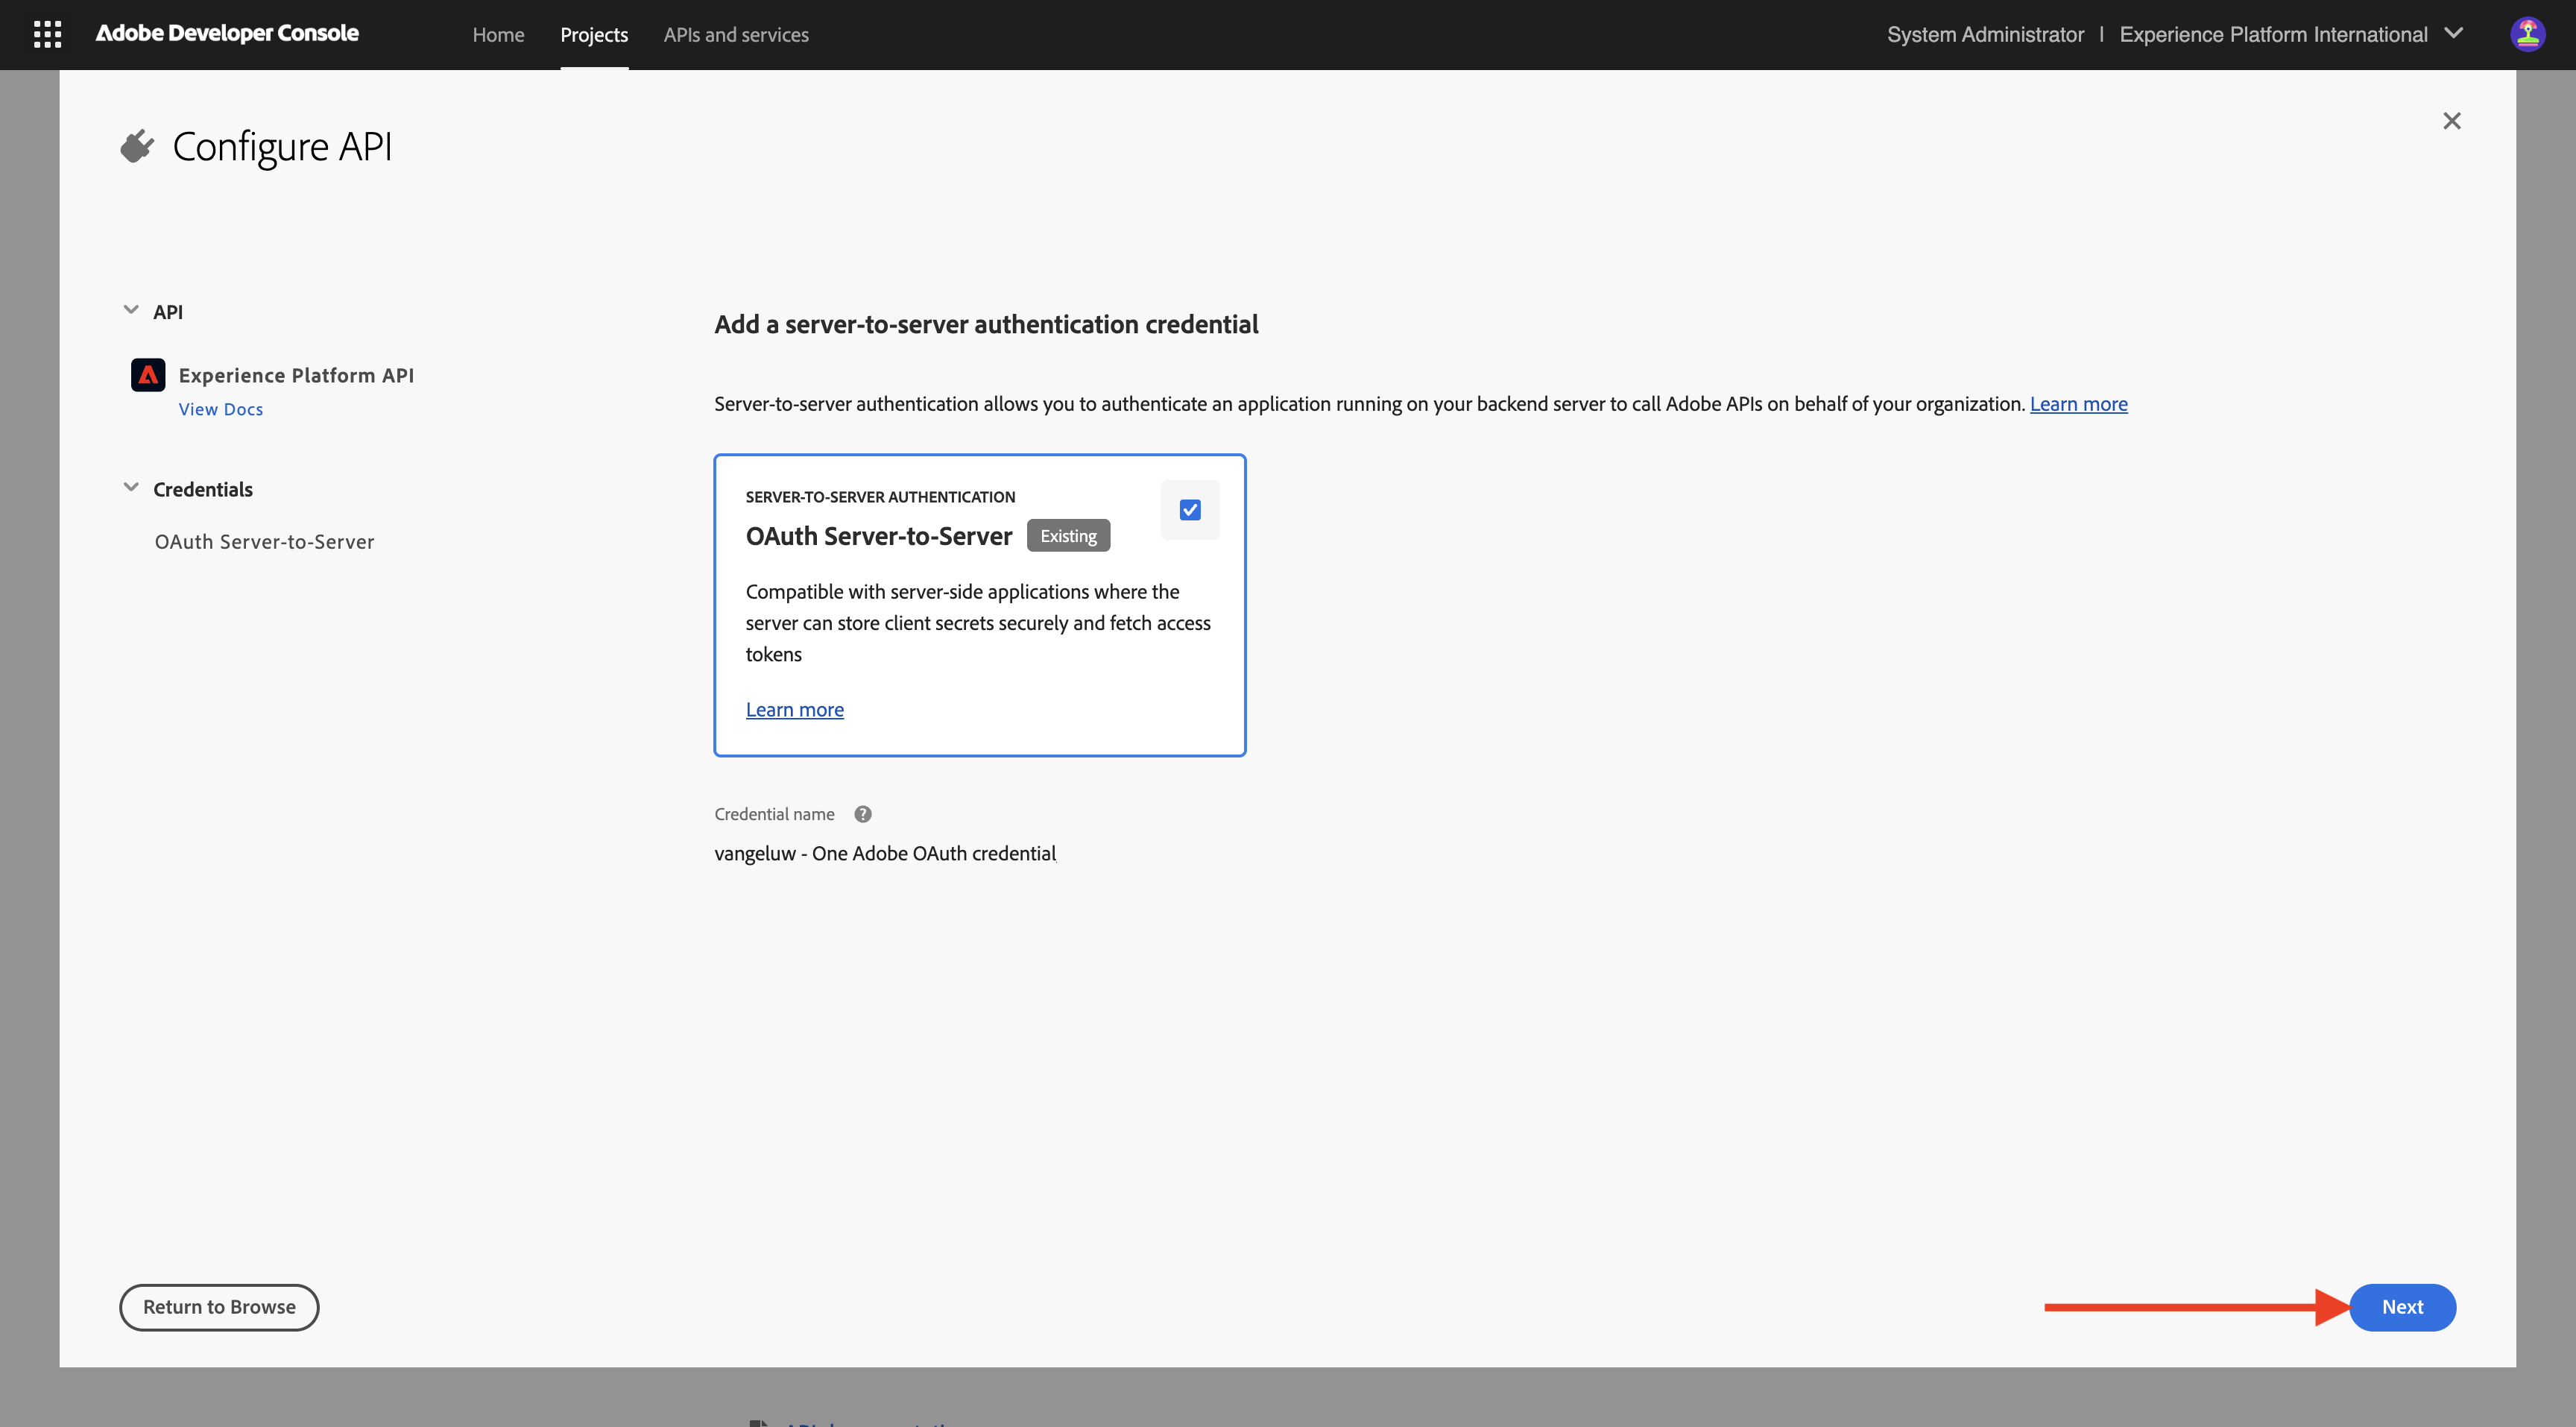 Adobe Developer Console
Home
Projects
APIs and services
System Administrator | Experience Platform International
Configure API
API
Experience Platform API
View Docs
Credentials
OAuth Server-to-Server
Add a server-to-server authentication credential
Server-to-server authentication allows you to authenticate an application running on your backend server to call Adobe APIs on behalf of your organization. Learn more
SERVER-TO-SERVER AUTHENTICATION
OAuth Server-to-Server Existing
Compatible with server-side applications where the
server can store client secrets securely and fetch access
tokens
Learn more
Credential name
vangeluw - One Adobe OAuth credential
Return to Browse
Next